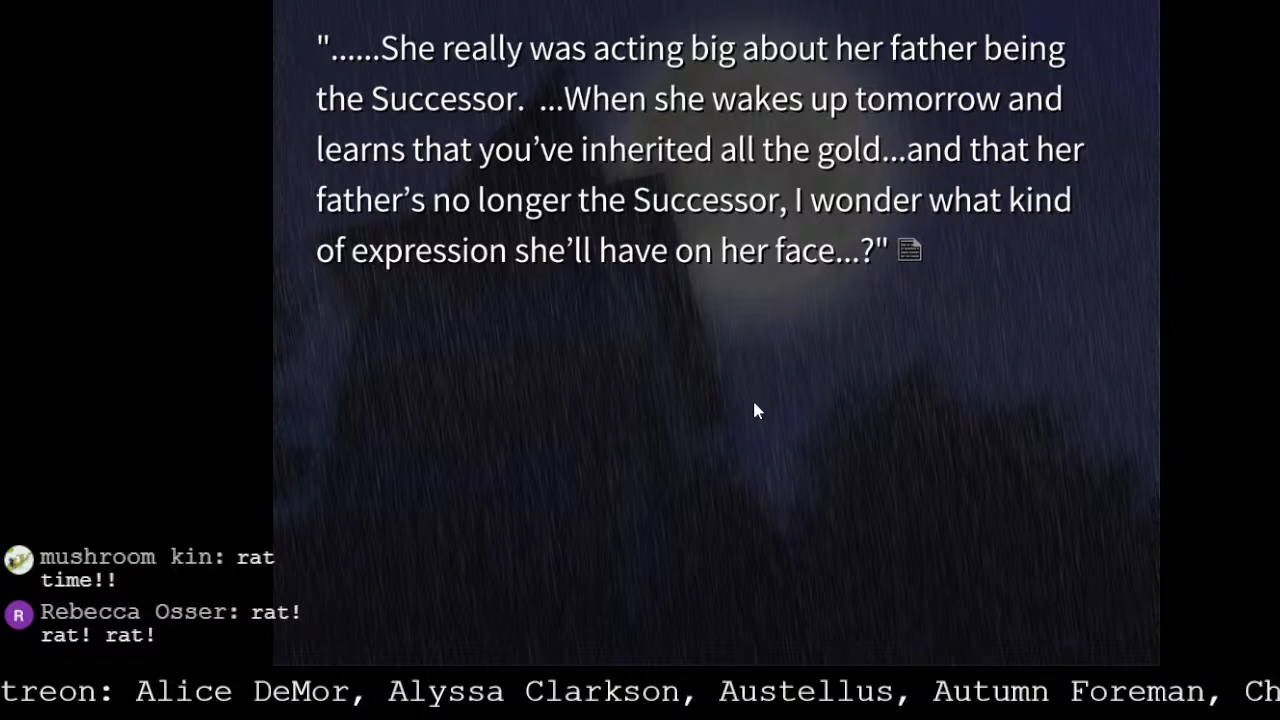 "......She really was acting big about her father being
the Successor.  ...When she wakes up tomorrow and
learns that you’ve inherited all the gold...and that her
father’s no longer the Successor, I wonder what kind
of expression she’ll have on her face...?"
mushroom kin: rat
time!!
R Rebecca Osser: rat!
rat! rat!
treon: Alice DeMor, Alyssa Clarkson, Austellus, Autumn Foreman, Ch